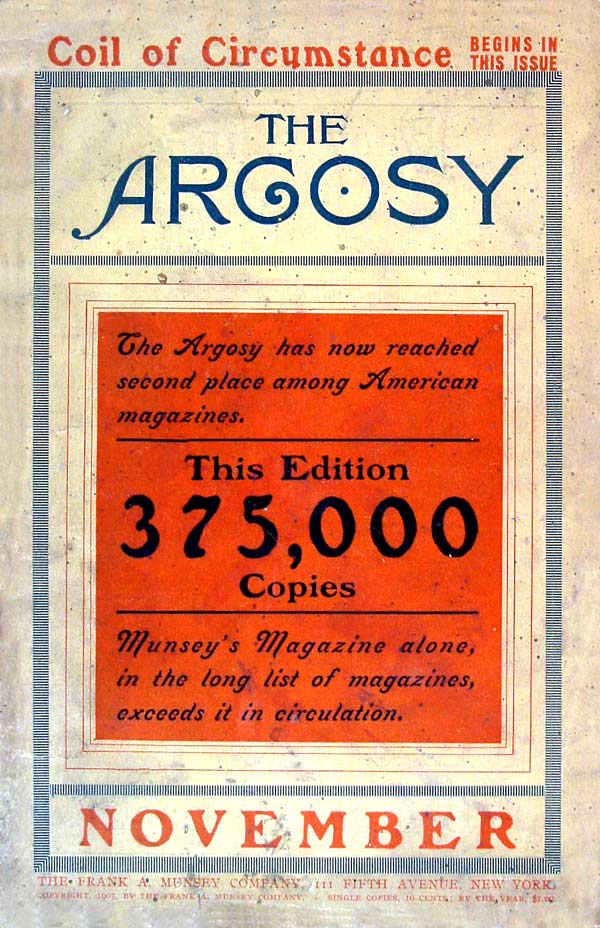 Coil of Circumstance BEGINS IN
THIS ISSUE
THE
ARGOSY
The Argosy has now reached
second place among American
magazines.
This Edition
375,000
Copies
Munsey's Magazine alone,
in the long list of magazines,
exceeds it in circulation.
NOVEMBER
THE FRANK A. MUNSEY COMPANY, 111 FIFTH AVENUE, NEW YORK.
COPYRIGHT, 1903, BY THE FRANK A. MUNSEY COMPANY. - SINGLE COPIES, 10 CENTS; BY THE YEAR, $1.00.